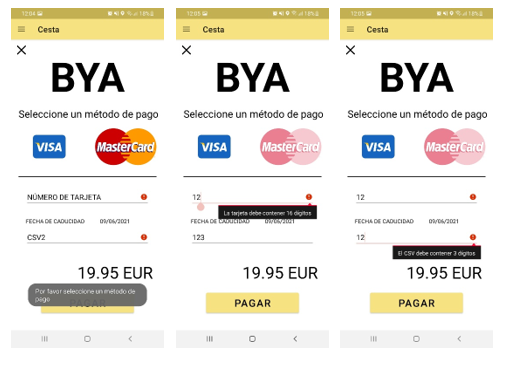 12:04
18%
Cesta
BYA
Seleccione un método de pago
VISA
MasterCard
NÚMERO DE TARJETA
FECHA DE CADUCIDAD 09/06/2021
CSV2
19.95 EUR
Por favor seleccione un método de
pago
PAGAR
12:05
18%
Cesta
BYA
Seleccione un método de pago
VISA
MasterCard
12
La tarjeta debe contener 16 dígitos
FECHA DE CADUCIDAD 09/06/2021
123
19.95 EUR
PAGAR
12:05
18%
Cesta
BYA
Seleccione un método de pago
VISA
MasterCard
12
FECHA DE CADUCIDAD 09/06/2021
12
El CSV debe contener 3 dígitos
19.95 EUR
PAGAR